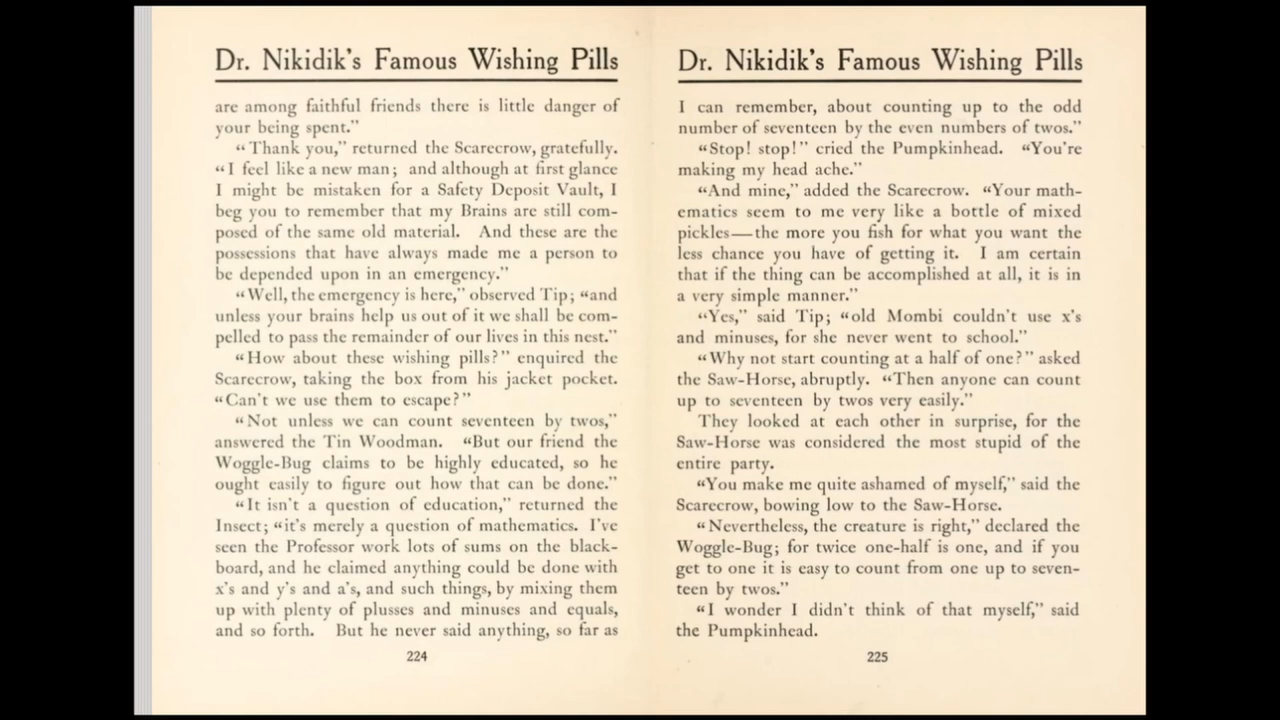 Dr. Nikidik's Famous Wishing Pills
are among faithful friends there is little danger of
your being spent."
"Thank you," returned the Scarecrow, gratefully.
"I feel like a new man; and although at first glance
I might be mistaken for a Safety Deposit Vault, I
beg you to remember that my Brains are still com-
posed of the same old material. And these are the
possessions that have always made me a person to
be depended upon in an emergency."
"Well, the emergency is here," observed Tip; "and
unless your brains help us out of it we shall be com-
pelled to pass the remainder of our lives in this nest."
"How about these wishing pills?" enquired the
Scarecrow, taking the box from his jacket pocket.
"Can't we use them to escape?"
"Not unless we can count seventeen by twos,"
answered the Tin Woodman. "But our friend the
Woggle-Bug claims to be highly educated, so he
ought easily to figure out how that can be done."
"It isn't a question of education," returned the
Insect; "it's merely a question of mathematics. I've
seen the Professor work lots of sums on the black-
board, and he claimed anything could be done with
x's and y's and a's, and such things, by mixing them
up with plenty of plusses and minuses and equals,
and so forth. But he never said anything, so far as
224
Dr. Nikidik's Famous Wishing Pills
I can remember, about counting up to the odd
number of seventeen by the even numbers of twos."
"Stop! stop!" cried the Pumpkinhead. "You're
making my head ache."
"And mine," added the Scarecrow. "Your math-
ematics seem to me very like a bottle of mixed
pickles—the more you fish for what you want the
less chance you have of getting it. I am certain
that if the thing can be accomplished at all, it is in
a very simple manner."
"Yes," said Tip; "old Mombi couldn't use x's
and minuses, for she never went to school."
"Why not start counting at a half of one?" asked
the Saw-Horse, abruptly. "Then anyone can count
up to seventeen by twos very easily."
They looked at each other in surprise, for the
Saw-Horse was considered the most stupid of the
entire party.
"You make me quite ashamed of myself," said the
Scarecrow, bowing low to the Saw-Horse.
"Nevertheless, the creature is right," declared the
Woggle-Bug; for twice one-half is one, and if you
get to one it is easy to count from one up to seven-
teen by twos."
"I wonder I didn't think of that myself," said
the Pumpkinhead.
225